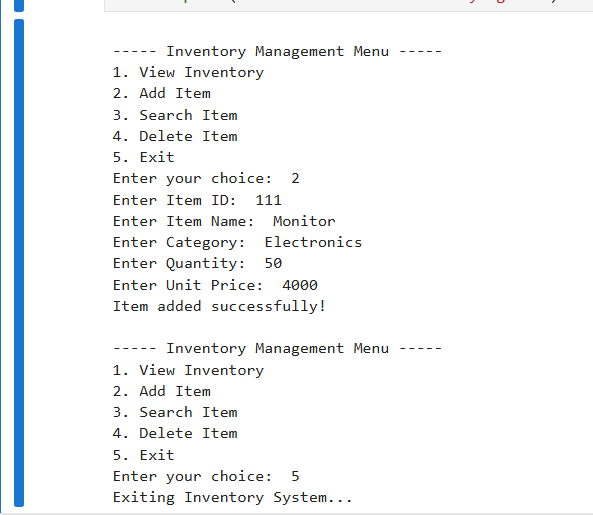 ----- Inventory Management Menu -----
1. View Inventory
2. Add Item
3. Search Item
4. Delete Item
5. Exit
Enter your choice:  2
Enter Item ID:  111
Enter Item Name:  Monitor
Enter Category:  Electronics
Enter Quantity:  50
Enter Unit Price:  4000
Item added successfully!
----- Inventory Management Menu -----
1. View Inventory
2. Add Item
3. Search Item
4. Delete Item
5. Exit
Enter your choice:  5
Exiting Inventory System...